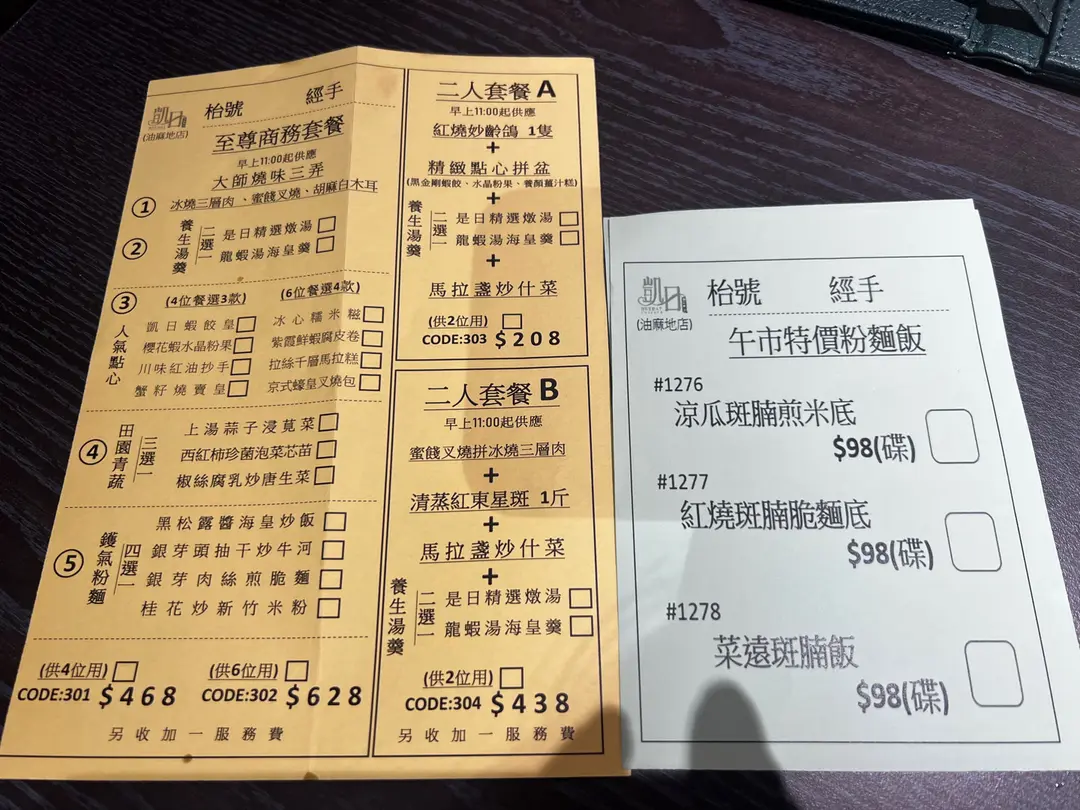 凱日
(油麻地店)
枱號 經手
至尊商務套餐
早上11:00起供應
大師燒味三弄
① 冰燒三層肉、蜜餞叉燒、胡麻白木耳
② 養生湯羹 二選一
是日精選燉湯
龍蝦湯海皇羹
③ 人氣點心
(4位餐選3款) (6位餐選4款)
凱日蝦餃皇 冰心糯米糍
櫻花蝦水晶粉果 紫霞鮮蝦腐皮卷
川味紅油抄手 拉絲千層馬拉糕
蟹籽燒賣皇 京式蠔皇叉燒包
④ 田園青蔬 三選一
上湯蒜子浸莧菜
西紅柿珍菌泡菜芯苗
椒絲腐乳炒唐生菜
⑤ 鑊氣粉麵 四選一
黑松露醬海皇炒飯
銀芽頭抽干炒牛河
銀芽肉絲煎脆麵
桂花炒新竹米粉
(供4位用) (供6位用)
CODE:301 $468 CODE:302 $628
另收加一服務費
二人套餐 A
早上11:00起供應
紅燒妙齡鴿 1隻
+
精緻點心拼盆
(黑金剛蝦餃、水晶粉果、養顏薑汁糕)
+
養生湯羹 二選一
是日精選燉湯
龍蝦湯海皇羹
+
馬拉盞炒什菜
(供2位用)
CODE:303 $208
二人套餐 B
早上11:00起供應
蜜餞叉燒拼冰燒三層肉
+
清蒸紅東星斑 1斤
+
馬拉盞炒什菜
+
養生湯羹 二選一
是日精選燉湯
龍蝦湯海皇羹
(供2位用)
CODE:304 $438
另收加一服務費
凱日
(油麻地店)
枱號 經手
午市特價粉麵飯
#1276
涼瓜斑腩煎米底
$98(碟)
#1277
紅燒斑腩脆麵底
$98(碟)
#1278
菜遠斑腩飯
$98(碟)